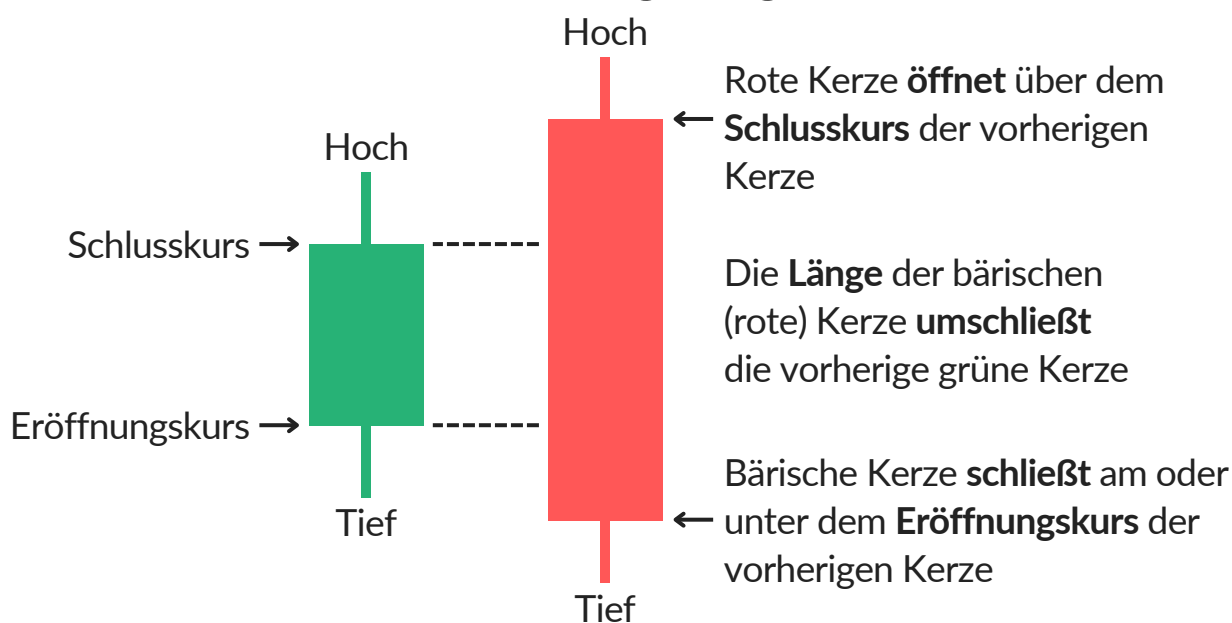 Hoch
Rote Kerze öffnet über dem
Schlusskurs der vorherigen
Kerze
Hoch
Schlusskurs
Die Länge der bärischen
(rote) Kerze umschließt
die vorherige grüne Kerze
Eröffnungskurs
Bärische Kerze schließt am oder
unter dem Eröffnungskurs der
vorherigen Kerze
Tief
Tief